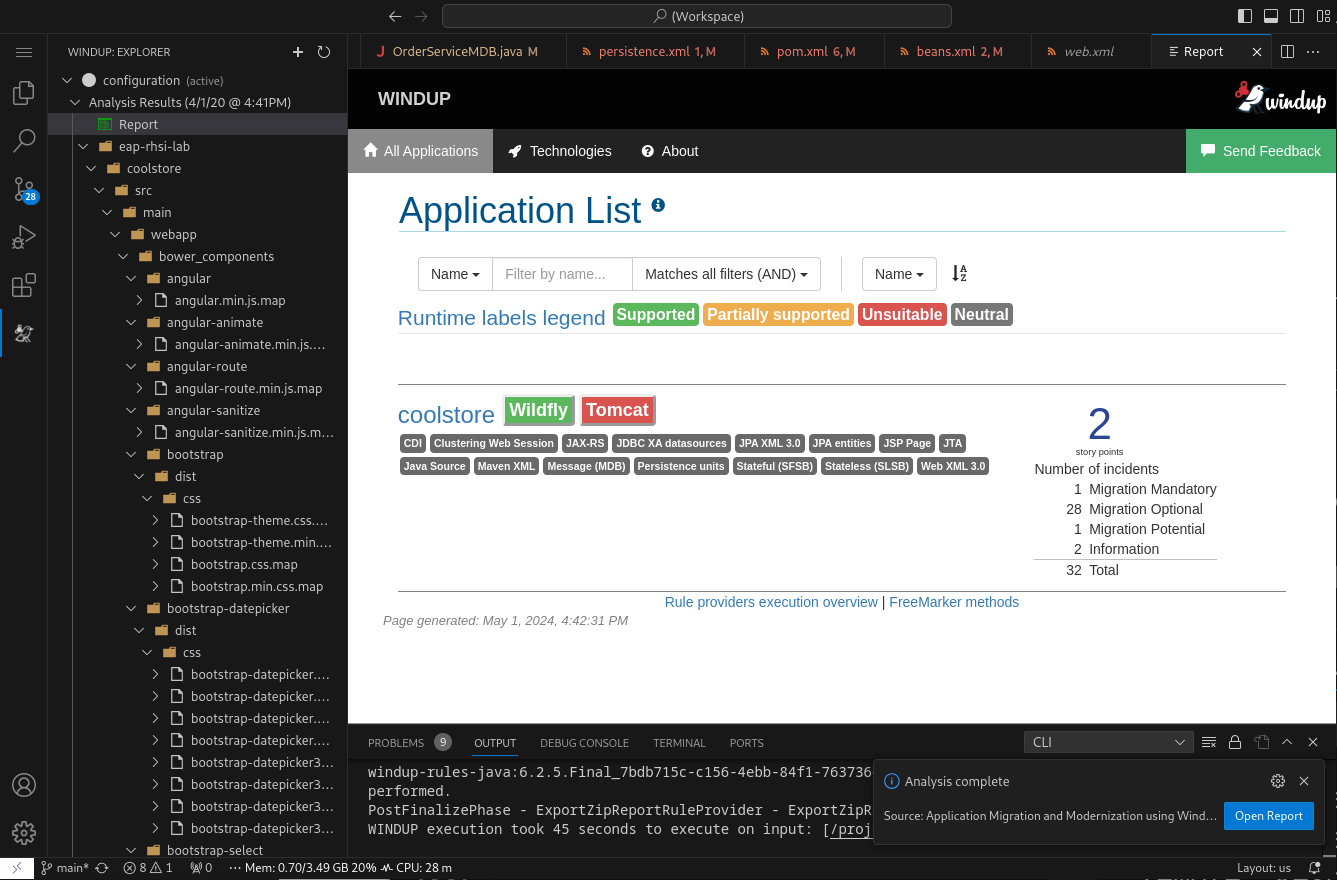 (Workspace)
WINDUP: EXPLORER
OrderServiceMDB.java M
persistence.xml 1, M
pom.xml 6, M
beans.xml 2, M
web.xml
Report
configuration (active)
Analysis Results (4/1/20 @ 4:41PM)
Report
eap-rhsi-lab
coolstore
src
main
webapp
bower_components
angular
angular.min.js.map
angular-animate
angular-animate.min.js....
angular-route
angular-route.min.js.map
angular-sanitize
angular-sanitize.min.js.m...
bootstrap
dist
css
bootstrap-theme.css....
bootstrap-theme.min....
bootstrap.css.map
bootstrap.min.css.map
bootstrap-datepicker
dist
css
bootstrap-datepicker....
bootstrap-datepicker....
bootstrap-datepicker....
bootstrap-datepicker....
bootstrap-datepicker3...
bootstrap-datepicker3...
bootstrap-datepicker3...
bootstrap-datepicker3...
bootstrap-select
28
WINDUP
windup
All Applications
Technologies
About
Send Feedback
Application List
Name
Filter by name...
Matches all filters (AND)
Name
Runtime labels legend Supported Partially supported Unsuitable Neutral
coolstore Wildfly Tomcat
CDI Clustering Web Session JAX-RS JDBC XA datasources JPA XML 3.0 JPA entities JSP Page JTA
Java Source Maven XML Message (MDB) Persistence units Stateful (SFSB) Stateless (SLSB) Web XML 3.0
2
story points
Number of incidents
1 Migration Mandatory
28 Migration Optional
1 Migration Potential
2 Information
32 Total
Rule providers execution overview | FreeMarker methods
Page generated: May 1, 2024, 4:42:31 PM
PROBLEMS 9 OUTPUT DEBUG CONSOLE TERMINAL PORTS
CLI
windup-rules-java:6.2.5.Final_7bdb715c-c156-4ebb-84f1-763736
performed.
PostFinalizePhase - ExportZipReportRuleProvider - ExportZipR
WINDUP execution took 45 seconds to execute on input: [/proj
Analysis complete
Source: Application Migration and Modernization using Wind...
Open Report
main* 8 1 0 Mem: 0.70/3.49 GB 20% CPU: 28 m
Layout: us